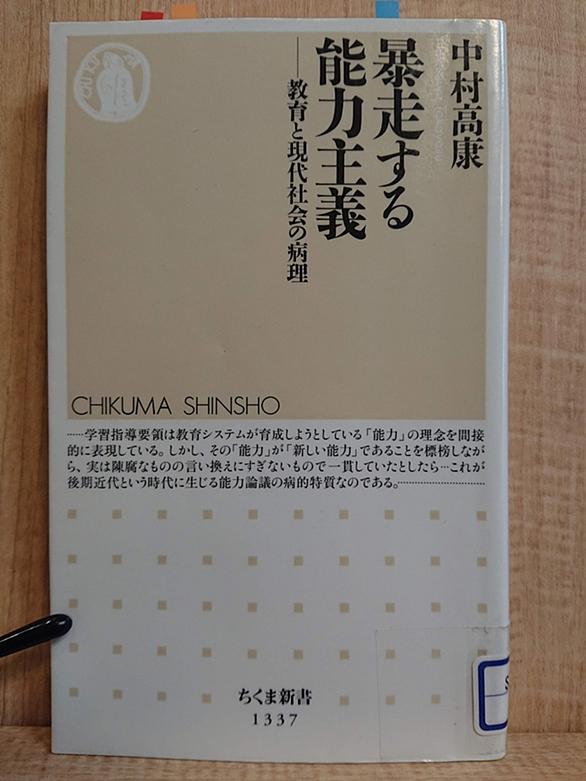 中村高康
暴走する
能力主義
──教育と現代社会の病理
CHIKUMA SHINSHO
……学習指導要領は教育システムが育成しようとしている「能力」の理念を間接
的に表現している。しかし、その「能力」が「新しい能力」であることを標榜しなが
ら、実は陳腐なものの言い換えにすぎないもので一貫していたとしたら…これが
後期近代という時代に生じる能力論議の病的特質なのである。……………
ちくま新書
1337